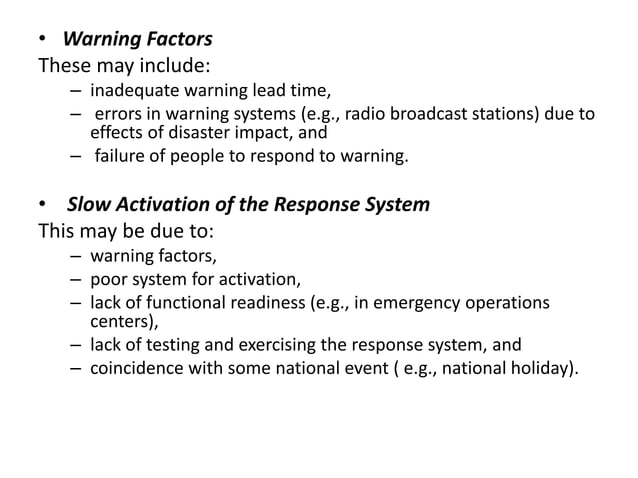 • Warning Factors
These may include:
– inadequate warning lead time,
– errors in warning systems (e.g., radio broadcast stations) due to
effects of disaster impact, and
– failure of people to respond to warning.
• Slow Activation of the Response System
This may be due to:
– warning factors,
– poor system for activation,
– lack of functional readiness (e.g., in emergency operations
centers),
– lack of testing and exercising the response system, and
– coincidence with some national event ( e.g., national holiday).